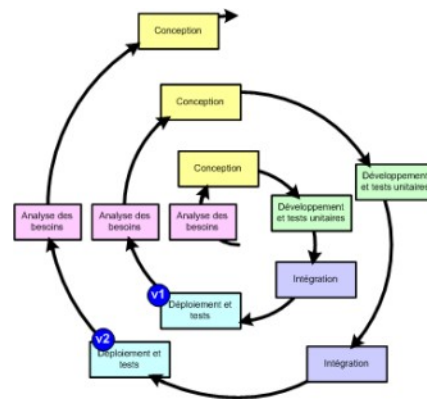 Conception
Conception
Conception
Développement
et tests unitaires
Développement
et tests unitaires
Analyse des
besoins
Analyse des
besoins
Analyse des
besoins
Intégration
v1
Déploiement et
tests
v2
Déploiement et
tests
Intégration